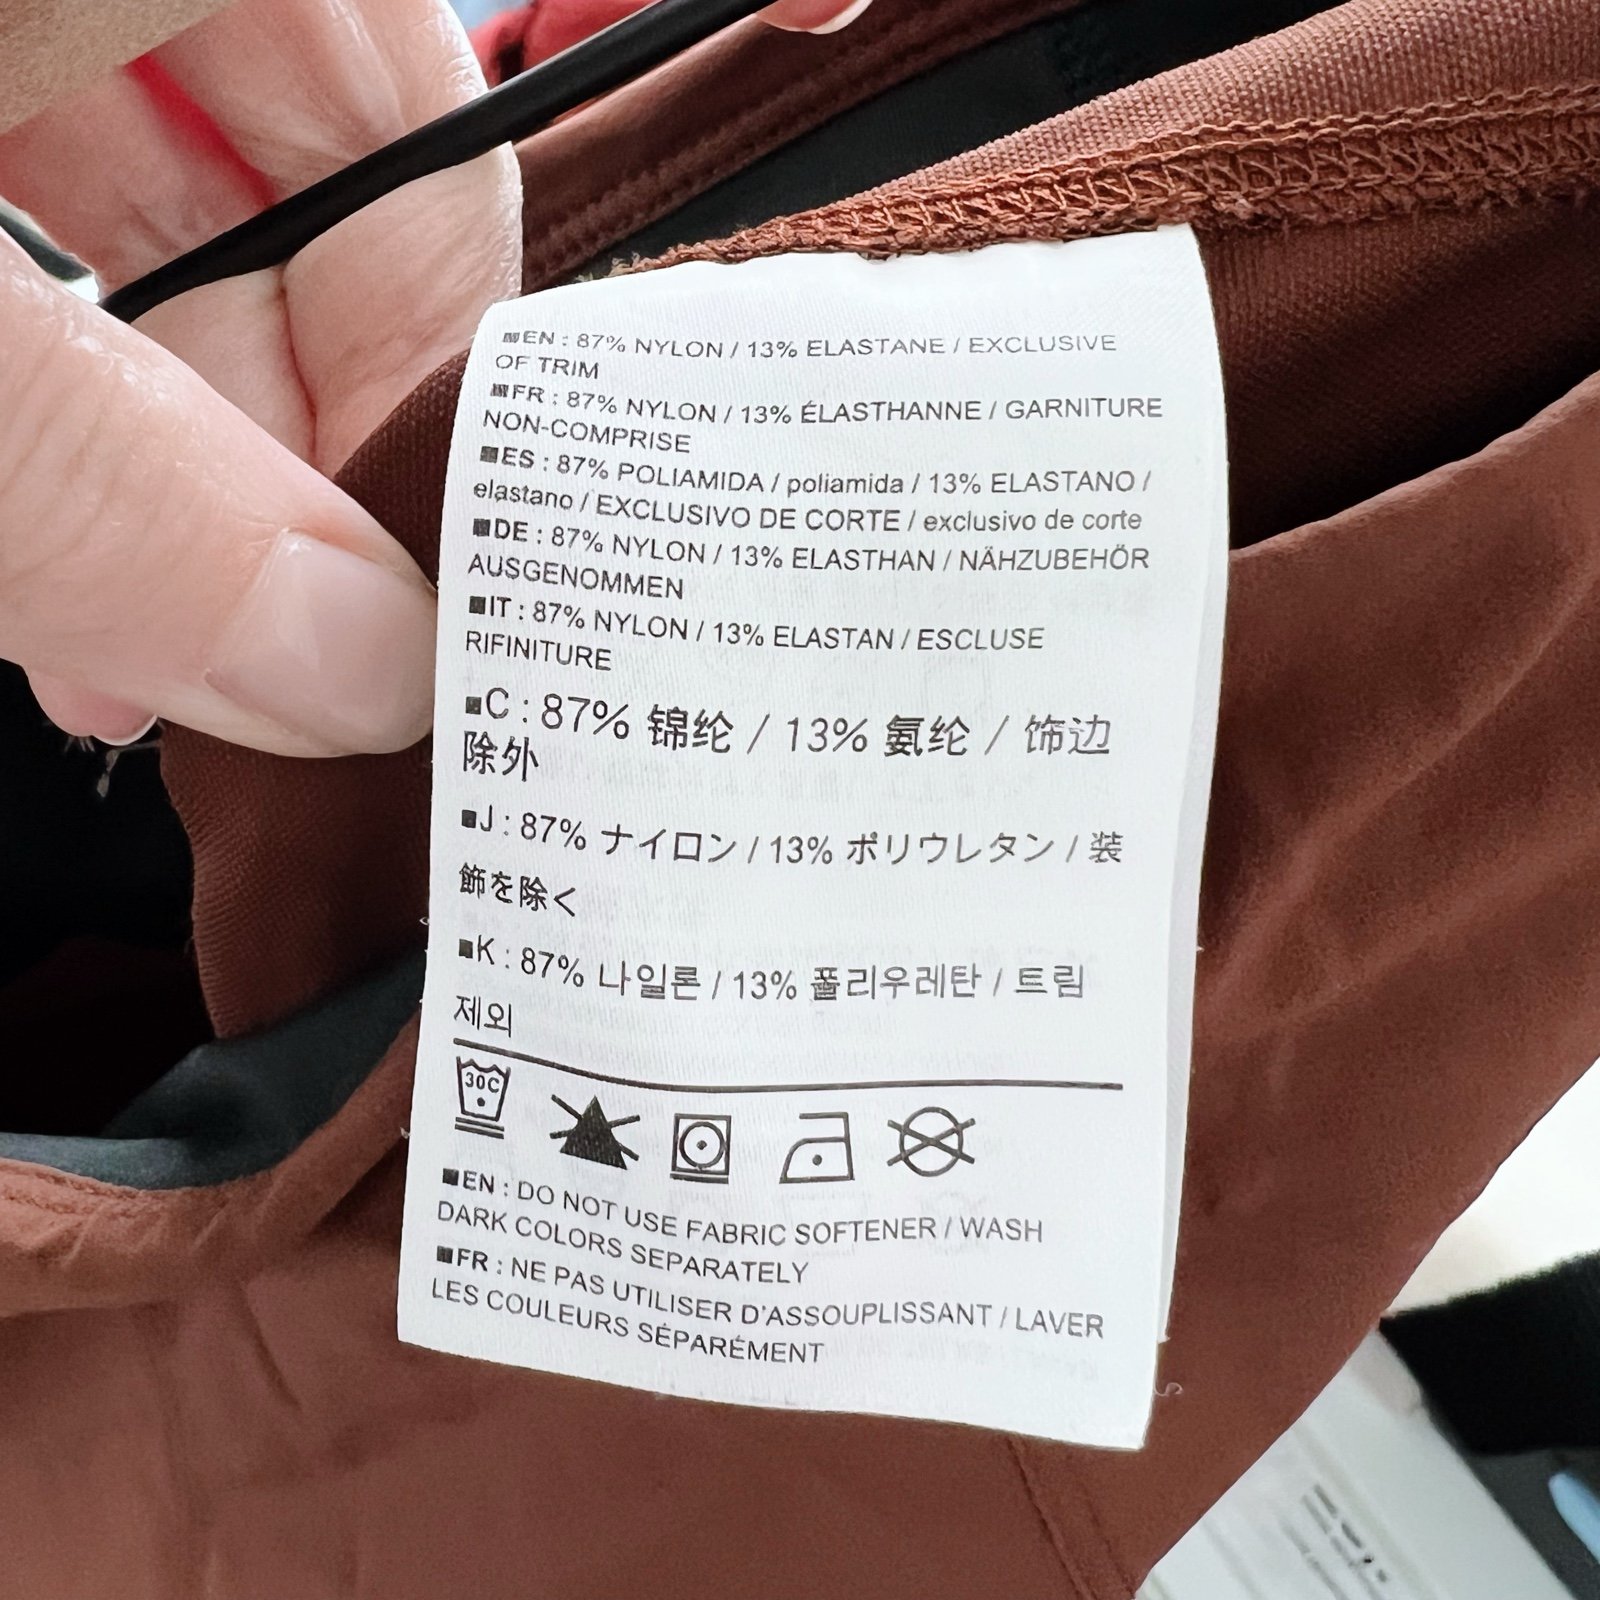 ■EN : 87% NYLON / 13% ELASTANE / EXCLUSIVE
OF TRIM
■FR : 87% NYLON / 13% ÉLASTHANNE / GARNITURE
NON-COMPRISE
■ES : 87% POLIAMIDA / poliamida / 13% ELASTANO /
elastano / EXCLUSIVO DE CORTE / exclusivo de corte
■DE : 87% NYLON / 13% ELASTHAN / NÄHZUBEHÖR
AUSGENOMMEN
■IT : 87% NYLON / 13% ELASTAN / ESCLUSE
RIFINITURE
■C : 87% 锦纶 / 13% 氨纶 / 饰边
除外
■J : 87% ナイロン / 13% ポリウレタン / 装
飾を除く
■K : 87% 나일론 / 13% 폴리우레탄 / 트림
제외
30C
■EN : DO NOT USE FABRIC SOFTENER / WASH
DARK COLORS SEPARATELY
■FR : NE PAS UTILISER D'ASSOUPLISSANT / LAVER
LES COULEURS SÉPARÉMENT